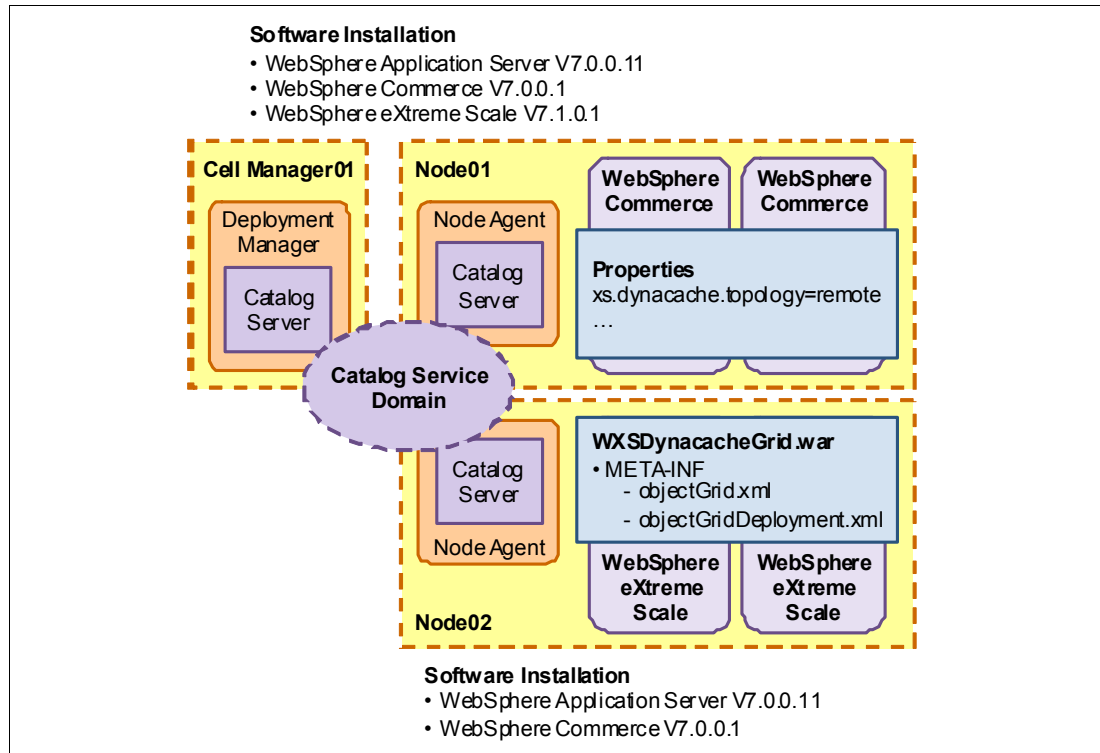 Software Installation
• WebSphere Application Server V7.0.0.11
• WebSphere Commerce V7.0.0.1
• WebSphere eXtreme Scale V7.1.0.1
Cell Manager01
Deployment
Manager
Catalog
Server
Node01
Node Agent
Catalog
Server
WebSphere
Commerce
WebSphere
Commerce
Properties
xs.dynacache.topology=remote
...
Catalog Service
Domain
Catalog
Server
Node Agent
Node02
WXSDynacacheGrid.war
• META-INF
- objectGrid.xml
- objectGridDeployment.xml
WebSphere
eXtreme
Scale
WebSphere
eXtreme
Scale
Software Installation
• WebSphere Application Server V7.0.0.11
• WebSphere Commerce V7.0.0.1